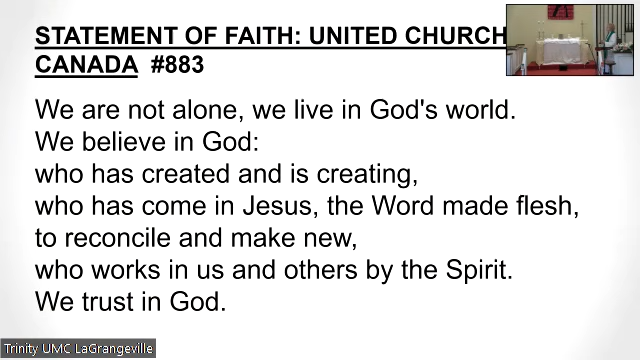 STATEMENT OF FAITH: UNITED CHURCH
CANADA #883
We are not alone, we live in God's world.
We believe in God:
who has created and is creating,
who has come in Jesus, the Word made flesh,
to reconcile and make new,
who works in us and others by the Spirit.
We trust in God.
Trinity UMC LaGrangeville